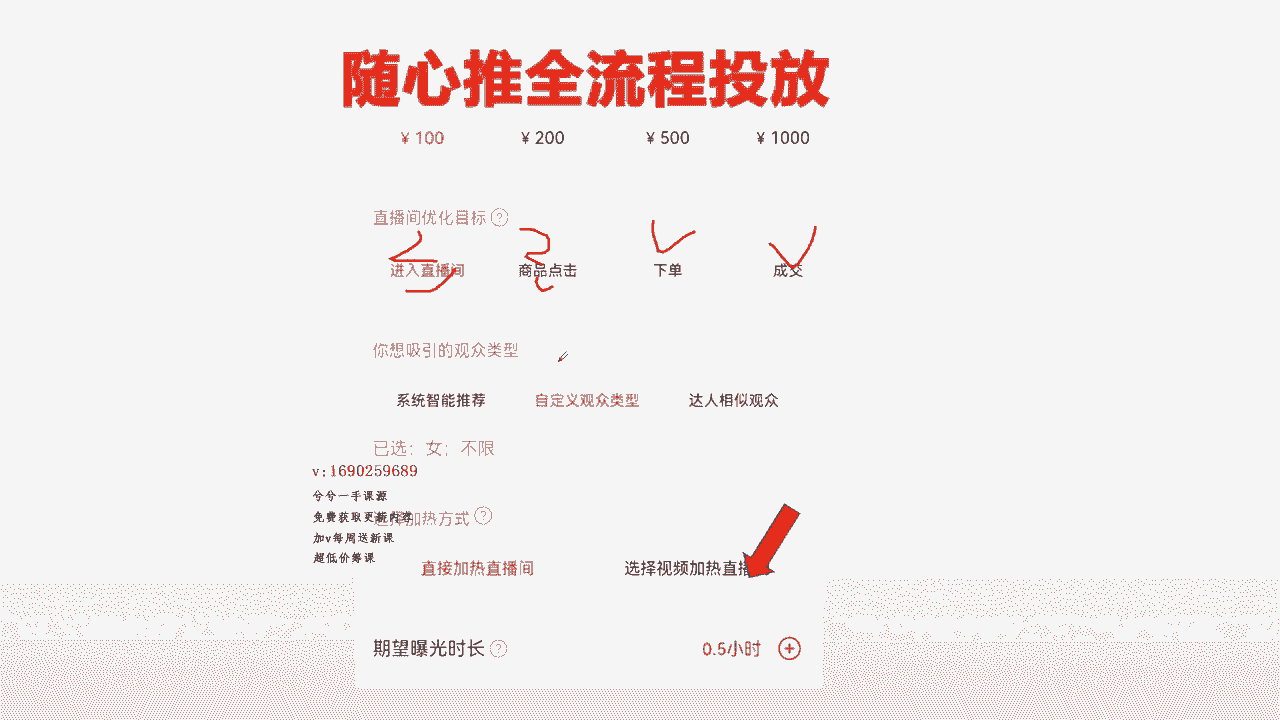 随心推全流程投放
¥ 100 ¥ 200 ¥ 500 ¥ 1000
直播间优化目标 ?
进入直播间 商品点击 下单 成交
你想吸引的观众类型
系统智能推荐 自定义观众类型 达人相似观众
已选：女；不限
v:1690259689
兮兮一手课源
免费获取更新内容
选择加热方式 ?
加v每周送新课
超低价筹课
直接加热直播间 选择视频加热直播
期望曝光时长 ? 0.5小时 +